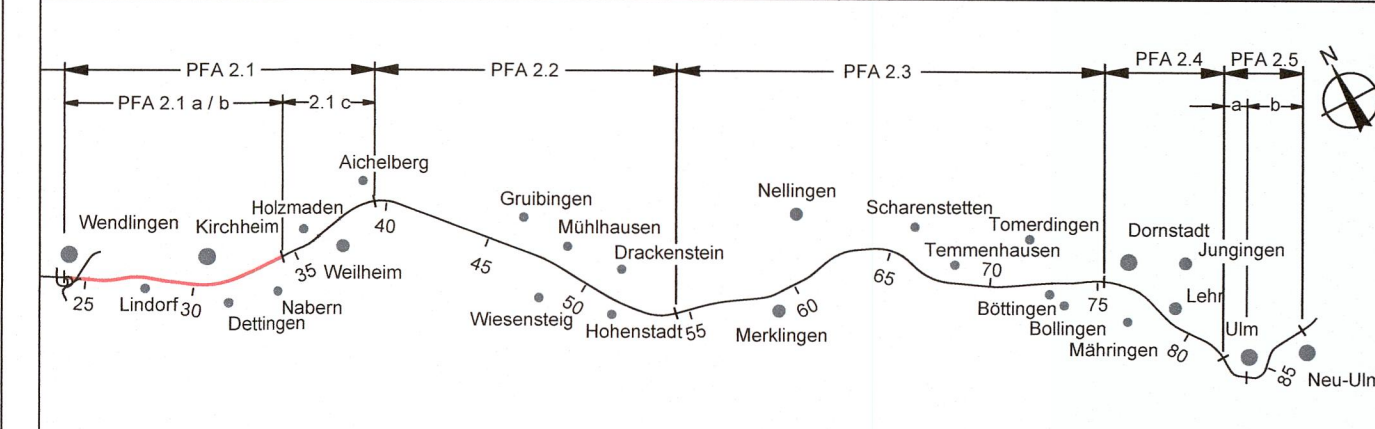 PFA 2.1
PFA 2.2
PFA 2.3
PFA 2.4
PFA 2.5
N
PFA 2.1 a / b
2.1 c
a
b
Aichelberg
Wendlingen
Kirchheim
Holzmaden
Weilheim
Gruibingen
Mühlhausen
Drackenstein
Nellingen
Scharenstetten
Tomerdingen
Temmenhausen
Dornstadt
Jungingen
25
Lindorf
30
Dettingen
Nabern
35
40
45
Wiesensteig
50
Hohenstadt
55
Merklingen
60
65
70
Böttingen
Bollingen
Mähringen
75
Lehr
80
Ulm
85
Neu-Ulm